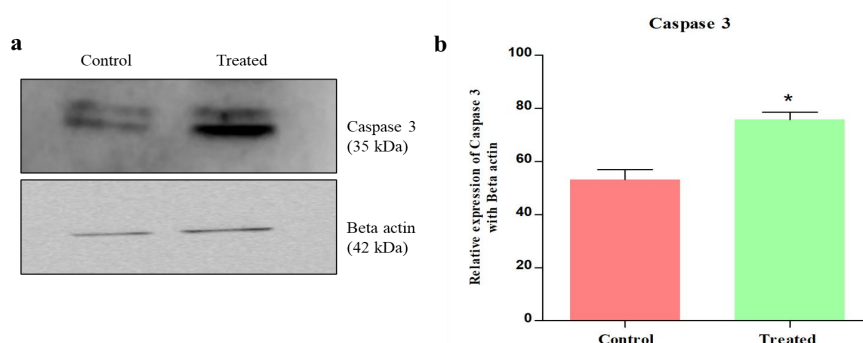 a
Control
Treated
Caspase 3
(35 kDa)
Beta actin
(42 kDa)
b
Caspase 3
Relative expression of Caspase 3
with Beta actin
100
80
60
40
20
0
*
Control
Treated